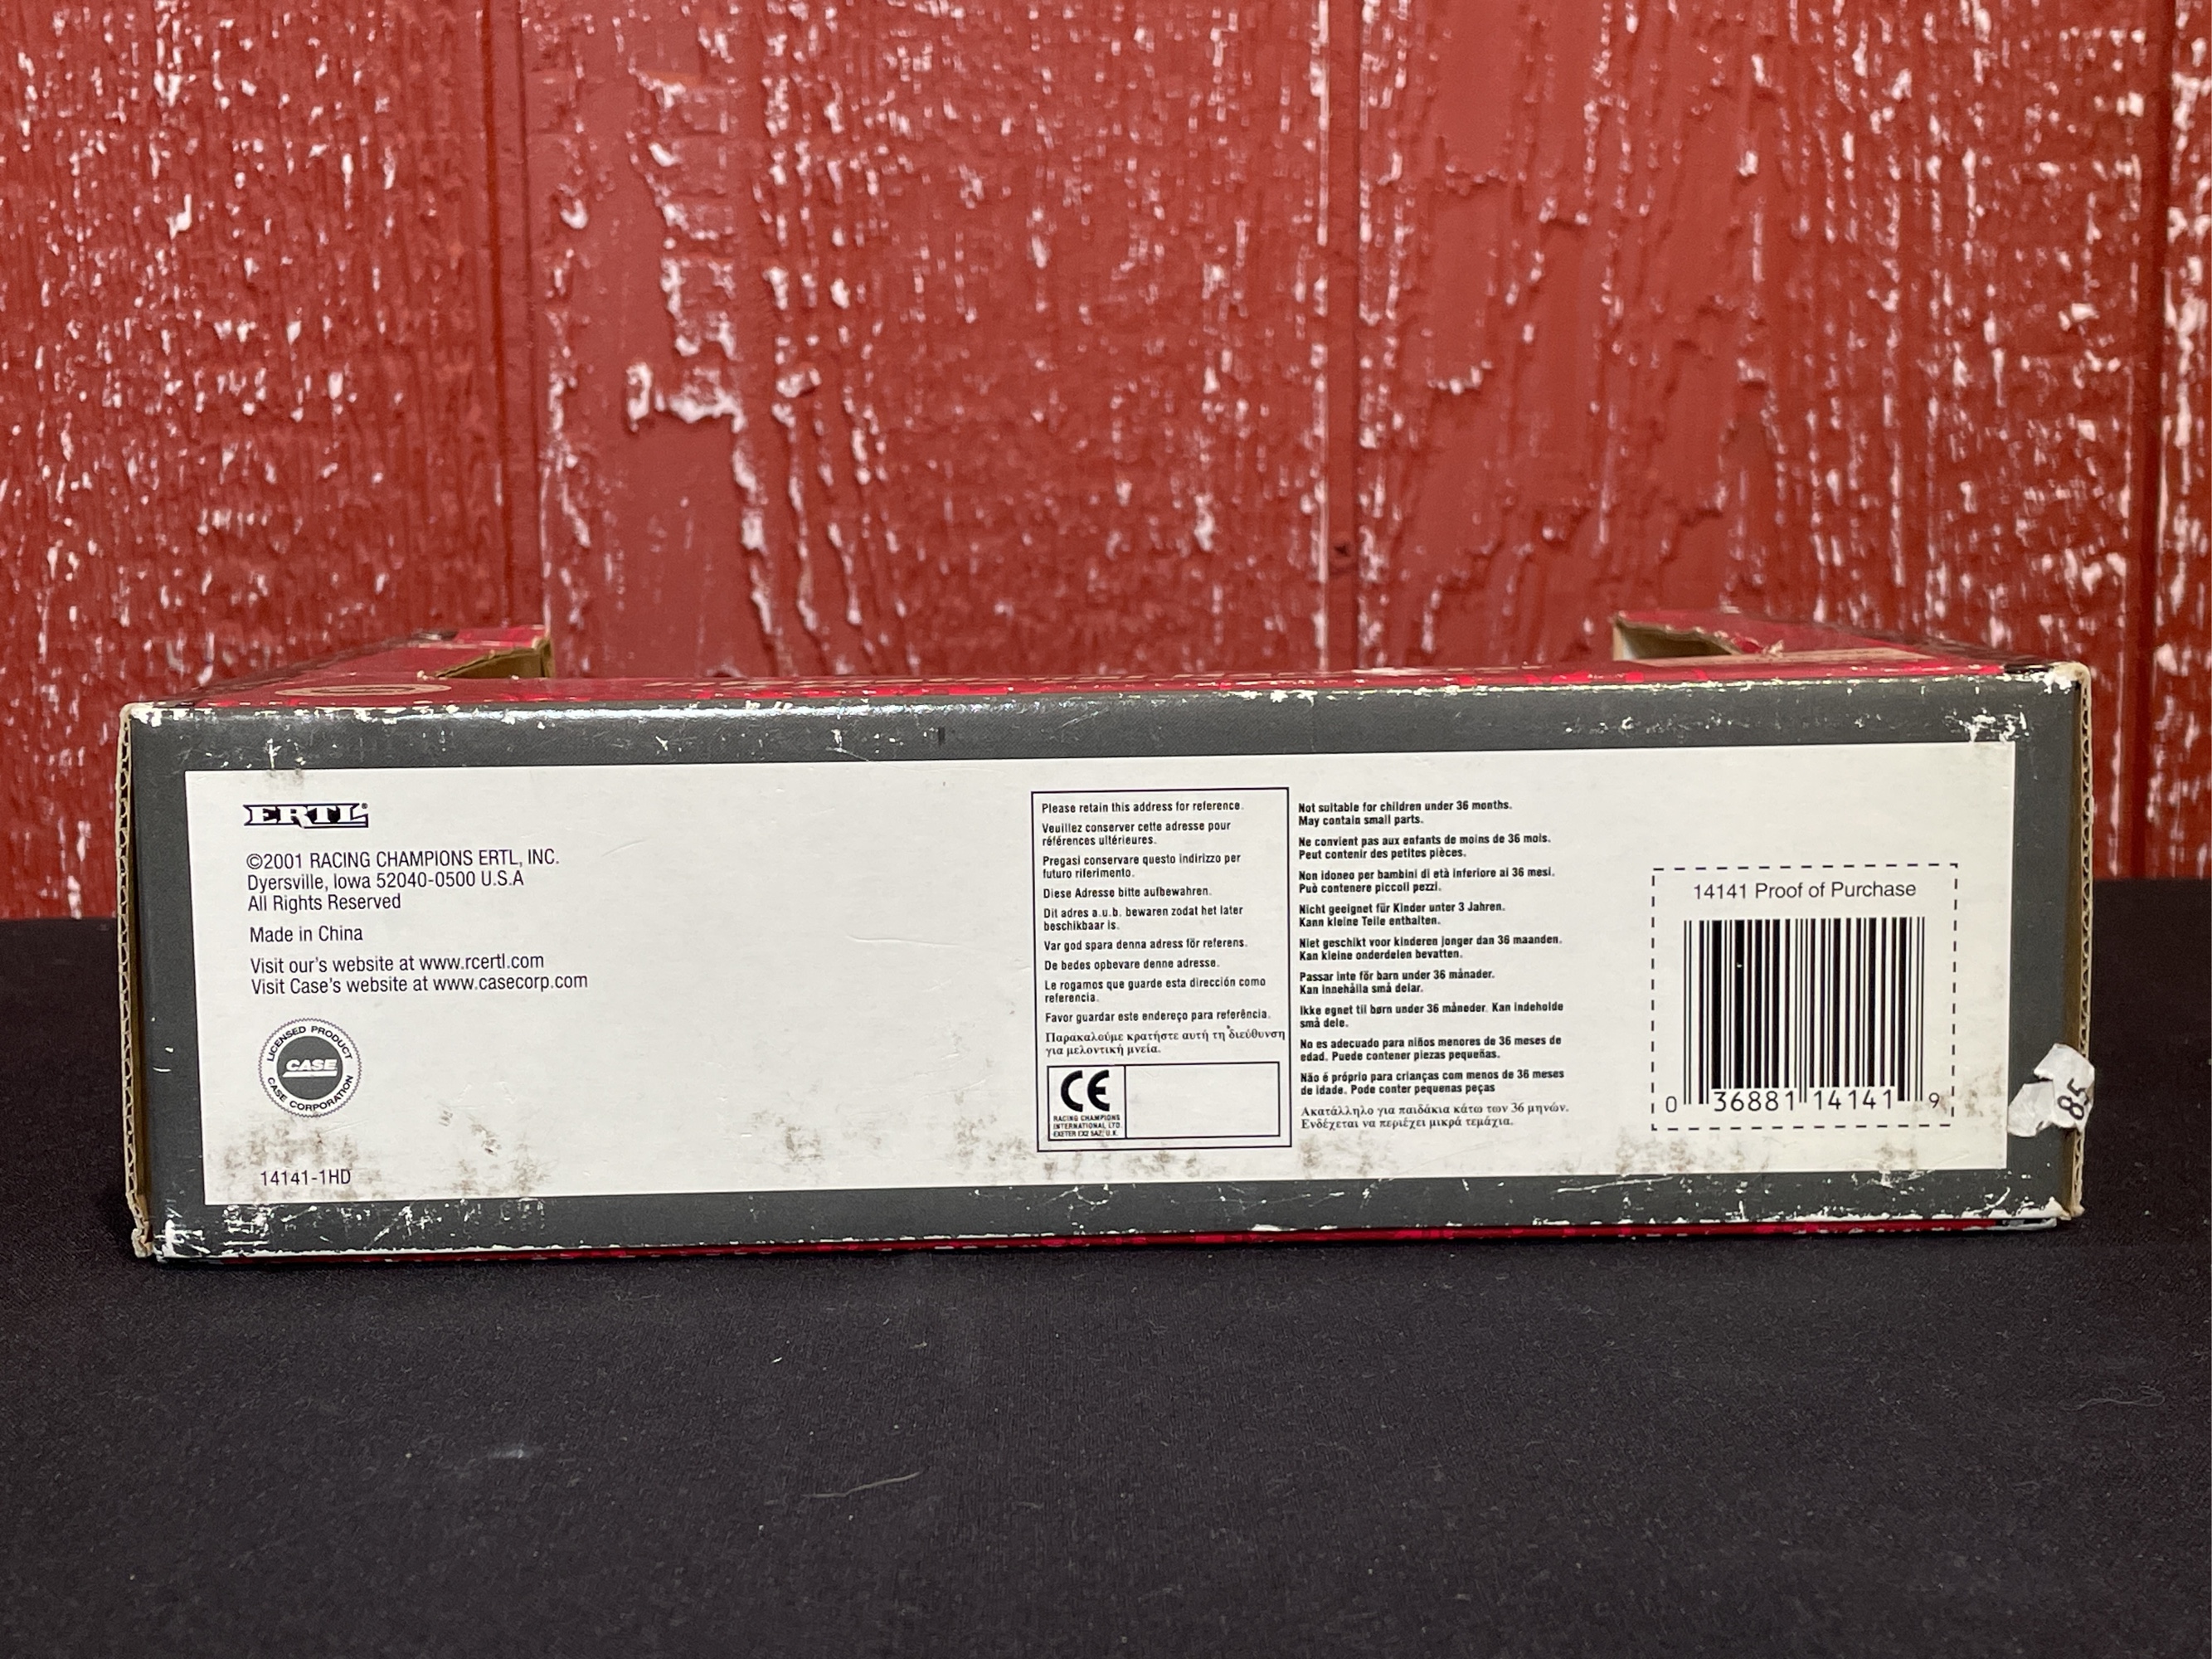 ERTL®
©2001 RACING CHAMPIONS ERTL, INC.
Dyersville, Iowa 52040-0500 U.S.A
All Rights Reserved
Made in China
Visit our's website at www.rcertl.com
Visit Case's website at www.casecorp.com
LICENSED PRODUCT
CASE
CASE CORPORATION
14141-1HD
Please retain this address for reference.
Veuillez conserver cette adresse pour
références ultérieures.
Pregasi conservare questo indirizzo per
futuro riferimento.
Diese Adresse bitte aufbewahren.
Dit adres a.u.b. bewaren zodat het later
beschikbaar is.
Var god spara denna adress för referens.
De bedes opbevare denne adresse.
Le rogamos que guarde esta dirección como
referencia.
Favor guardar este endereço para referência.
Παρακαλούμε κρατήστε αυτή τη διεύθυνση
για μελοντική μνεία.
CE
RACING CHAMPIONS
INTERNATIONAL LTD.
EXETER EX2 8AZ, U.K.
Not suitable for children under 36 months.
May contain small parts.
Ne convient pas aux enfants de moins de 36 mois.
Peut contenir des petites pièces.
Non idoneo per bambini di età inferiore ai 36 mesi.
Può contenere piccoli pezzi.
Nicht geeignet für Kinder unter 3 Jahren.
Kann kleine Teile enthalten.
Niet geschikt voor kinderen jonger dan 36 maanden.
Kan kleine onderdelen bevatten.
Passar inte för barn under 36 månader.
Kan innehålla små delar.
Ikke egnet til børn under 36 måneder. Kan indeholde
små dele.
No es adecuado para niños menores de 36 meses de
edad. Puede contener piezas pequeñas.
Não é próprio para crianças com menos de 36 meses
de idade. Pode conter pequenas peças
Ακατάλληλο για παιδάκια κάτω των 36 μηνών.
Ενδέχεται να περιέχει μικρά τεμάχια.
14141 Proof of Purchase
0 36881 14141 9
85